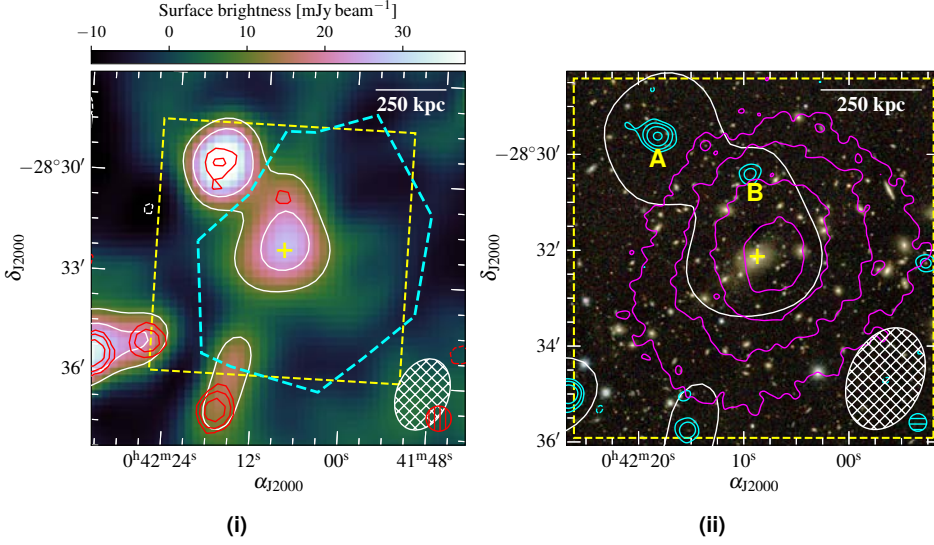 Surface brightness [mJy beam⁻¹]
−10 0 10 20 30
250 kpc
−28°30′
33′
36′
δJ2000
0ʰ42ᵐ24ˢ 12ˢ 00ˢ 41ᵐ48ˢ
αJ2000
(i)
250 kpc
A
B
−28°30′
32′
34′
36′
δJ2000
0ʰ42ᵐ20ˢ 10ˢ 00ˢ
αJ2000
(ii)